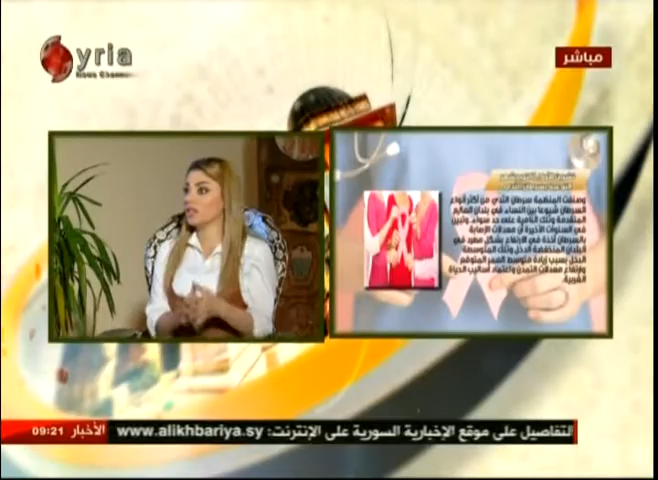 Syria
News Channel
مباشر
وصنفت المنظمة سرطان الثدي من أكثر أنواع
السرطان شيوعا بين النساء في بلدان العالم
المتقدمة وتلك النامية على حد سواء، وتبين
في السنوات الأخيرة أن معدلات الإصابة
بالسرطان آخذة في الارتفاع بشكل مطرد في
البلدان المنخفضة الدخل وتلك المتوسطة
الدخل بسبب زيادة متوسط العمر المتوقع
وارتفاع معدلات التمدن واعتماد أساليب الحياة
الغربية.
التفاصيل على موقع الإخبارية السورية على الإنترنت: www.alikhbariya.sy
الأخبار 09:21